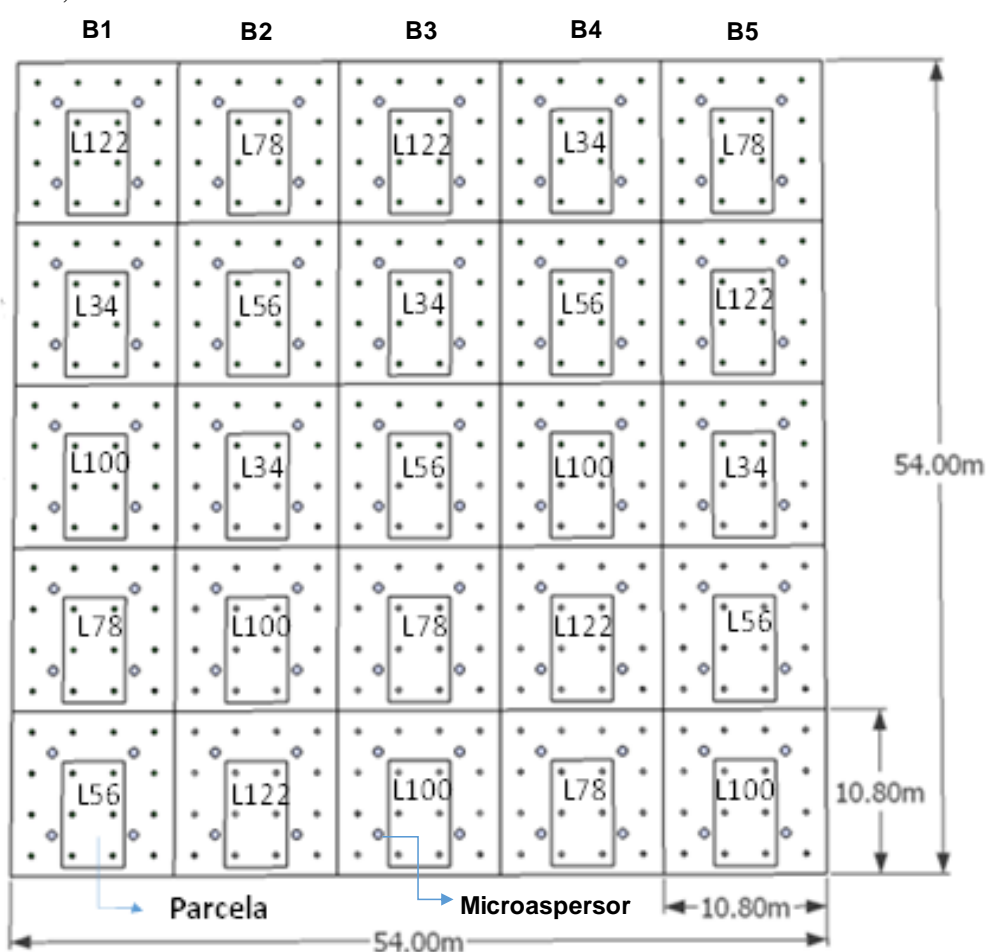 B1 B2 B3 B4 B5
L122 L78 L122 L34 L78
L34 L56 L34 L56 L122
L100 L34 L56 L100 L34
54.00m
L78 L100 L78 L122 L56
L56 L122 L100 L78 L100
10.80m
Parcela
Microaspersor
10.80m
54.00m